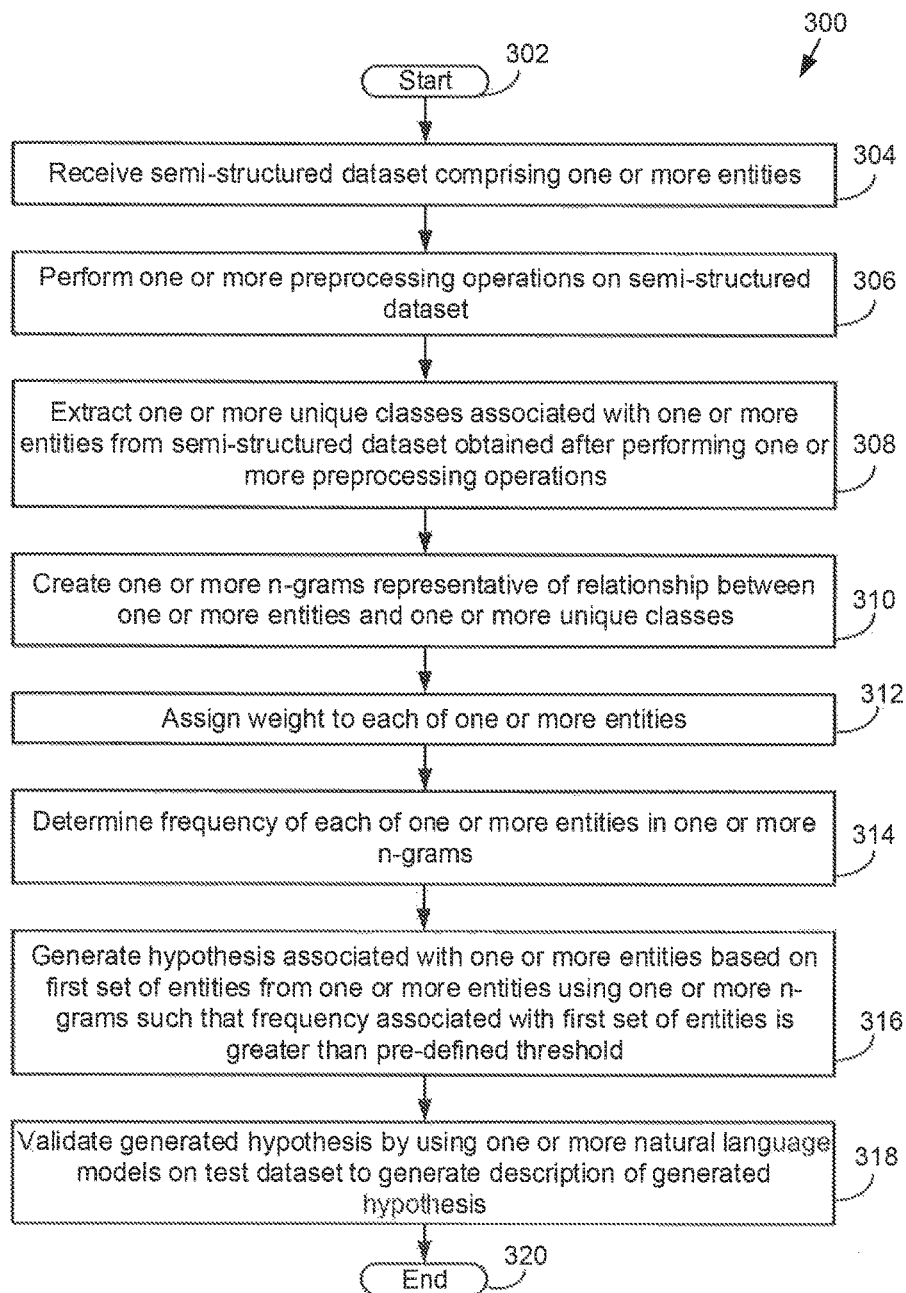 300
302
Start
304
Receive semi-structured dataset comprising one or more entities
Perform one or more preprocessing operations on semi-structured
dataset
306
Extract one or more unique classes associated with one or more
entities from semi-structured dataset obtained after performing one or
more preprocessing operations
308
Create one or more n-grams representative of relationship between
one or more entities and one or more unique classes
310
312
Assign weight to each of one or more entities
Determine frequency of each of one or more entities in one or more
n-grams
314
Generate hypothesis associated with one or more entities based on
first set of entities from one or more entities using one or more n-
grams such that frequency associated with first set of entities is
greater than pre-defined threshold
316
Validate generated hypothesis by using one or more natural language
models on test dataset to generate description of generated
hypothesis
318
End
320